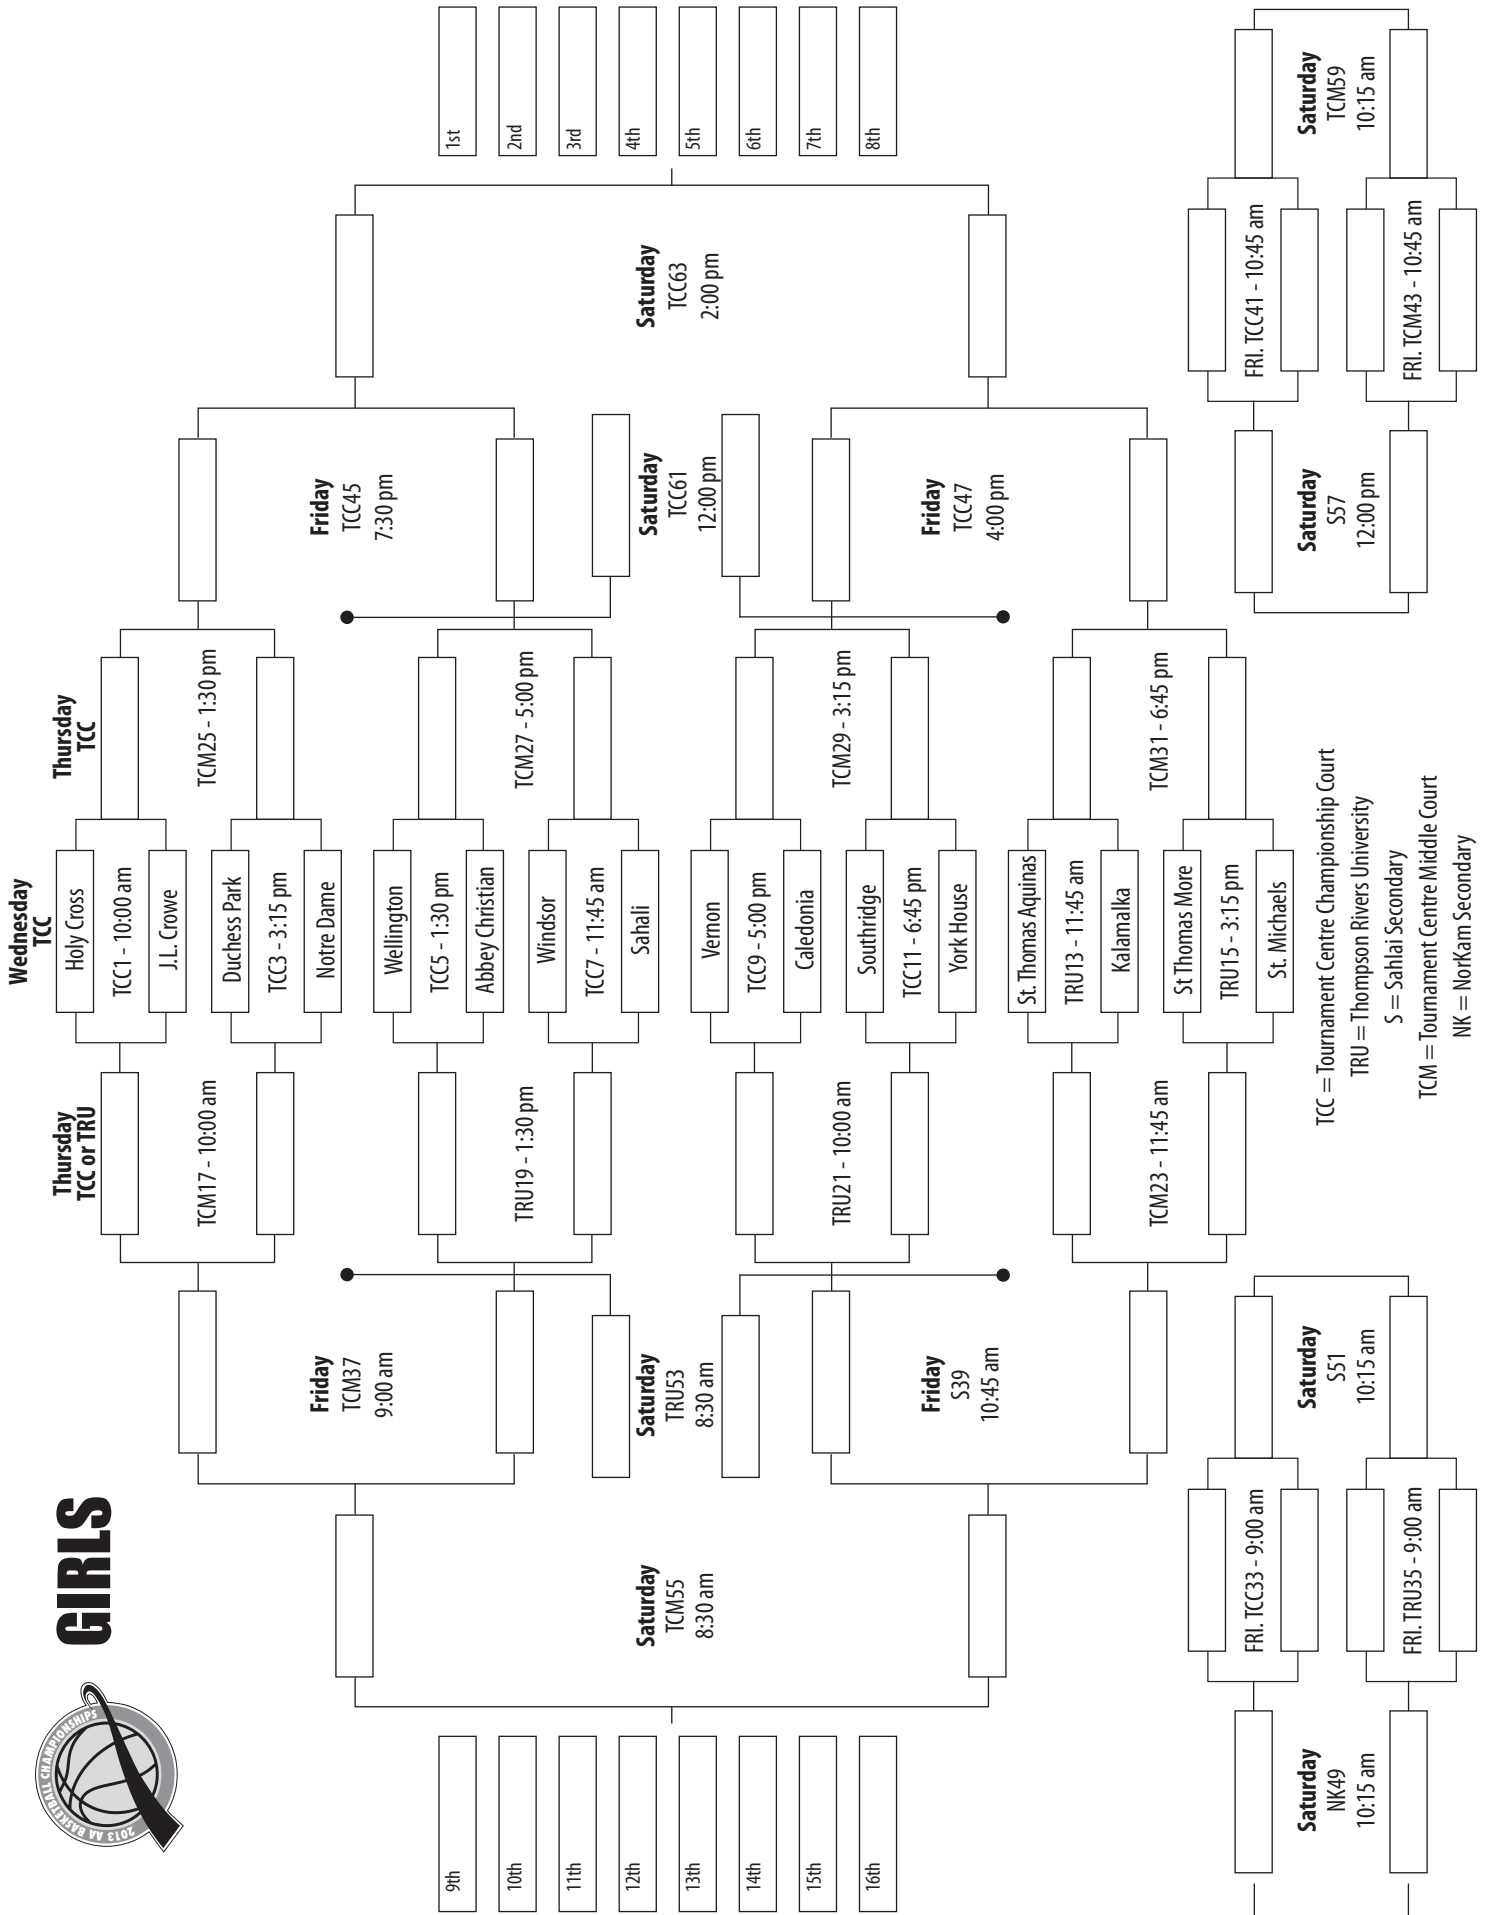 2013 AA BASKETBALL CHAMPIONSHIPS
GIRLS
Wednesday
TCC
Thursday
TCC or TRU
Thursday
TCC
Holy Cross
TCC1 - 10:00 am
J.L. Crowe
Duchess Park
TCC3 - 3:15 pm
Notre Dame
Wellington
TCC5 - 1:30 pm
Abbey Christian
Windsor
TCC7 - 11:45 am
Sahali
Vernon
TCC9 - 5:00 pm
Caledonia
Southridge
TCC11 - 6:45 pm
York House
St. Thomas Aquinas
TRU13 - 11:45 am
Kalamalka
St Thomas More
TRU15 - 3:15 pm
St. Michaels
TCM17 - 10:00 am
TRU19 - 1:30 pm
TRU21 - 10:00 am
TCM23 - 11:45 am
TCM25 - 1:30 pm
TCM27 - 5:00 pm
TCM29 - 3:15 pm
TCM31 - 6:45 pm
Friday
TCM37
9:00 am
Saturday
TRU53
8:30 am
Friday
S39
10:45 am
Friday
TCC45
7:30 pm
Saturday
TCC61
12:00 pm
Friday
TCC47
4:00 pm
Saturday
TCM55
8:30 am
Saturday
TCC63
2:00 pm
9th
10th
11th
12th
13th
14th
15th
16th
1st
2nd
3rd
4th
5th
6th
7th
8th
Saturday
NK49
10:15 am
FRI. TCC33 - 9:00 am
FRI. TRU35 - 9:00 am
Saturday
S51
10:15 am
TCC = Tournament Centre Championship Court
TRU = Thompson Rivers University
S = Sahlai Secondary
TCM = Tournament Centre Middle Court
NK = NorKam Secondary
Saturday
S57
12:00 pm
FRI. TCC41 - 10:45 am
FRI. TCM43 - 10:45 am
Saturday
TCM59
10:15 am